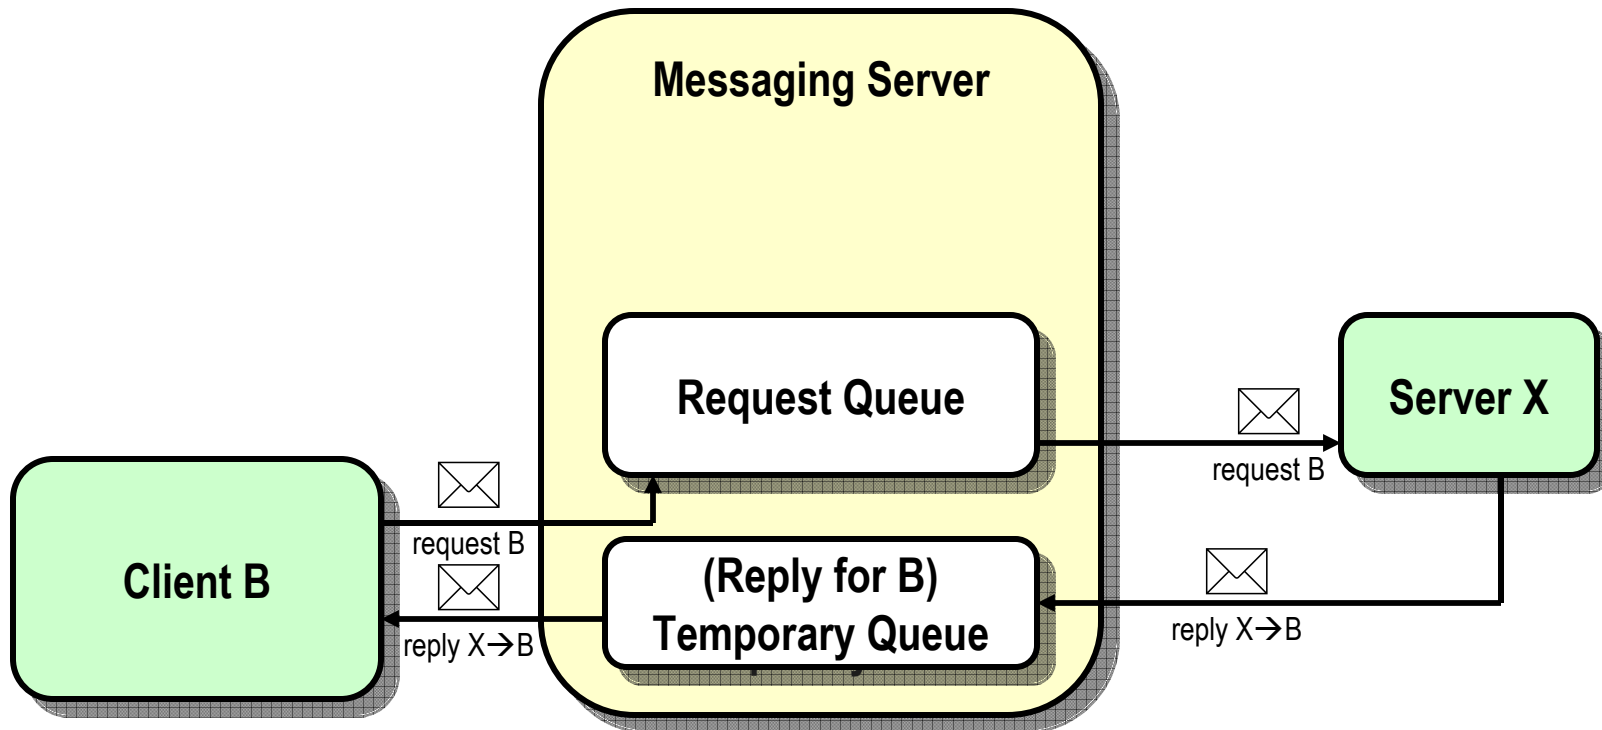 Messaging Server
Request Queue
Server X
request B
request B
Client B
(Reply for B)
Temporary Queue
reply X→B
reply X→B